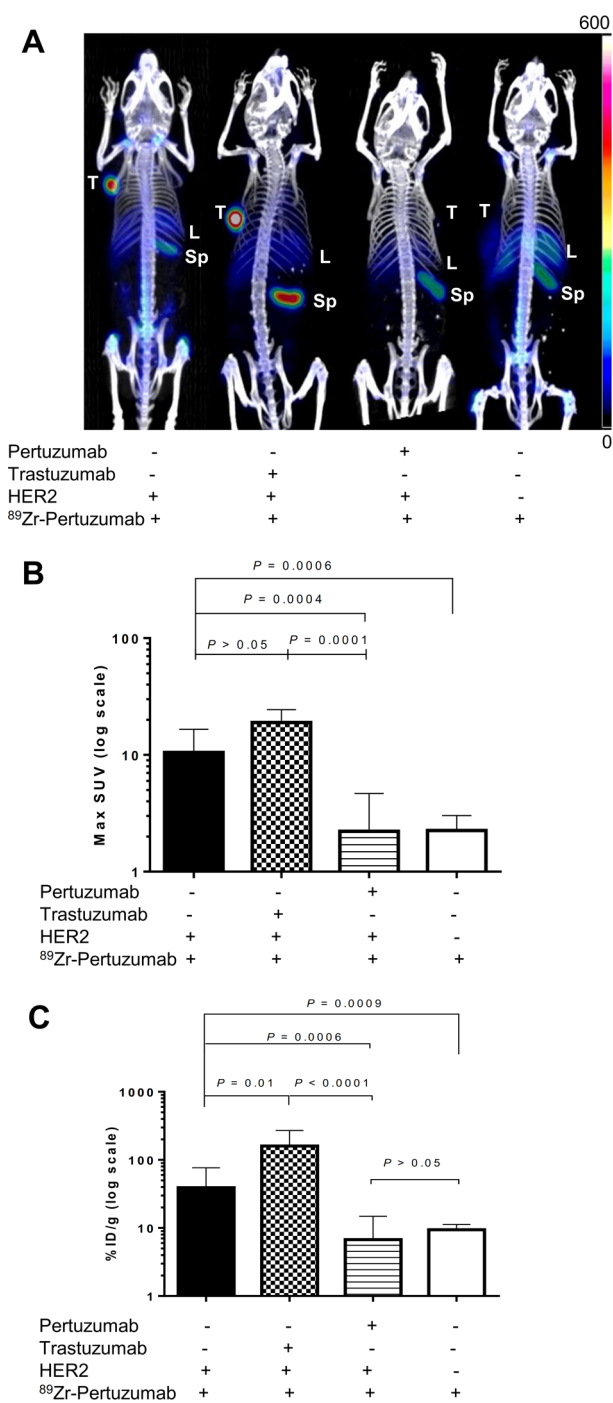 A
600
T
L
Sp
T
L
Sp
T
L
Sp
T
L
Sp
0
Pertuzumab - - + -
Trastuzumab - + - -
HER2 + + + -
⁸⁹Zr-Pertuzumab + + + +
B
P = 0.0006
P = 0.0004
P > 0.05 P = 0.0001
Max SUV (log scale)
100
10
1
Pertuzumab - - + -
Trastuzumab - + - -
HER2 + + + -
⁸⁹Zr-Pertuzumab + + + +
C
P = 0.0009
P = 0.0006
P = 0.01 P < 0.0001
P > 0.05
%ID/g (log scale)
1000
100
10
1
Pertuzumab - - + -
Trastuzumab - + - -
HER2 + + + -
⁸⁹Zr-Pertuzumab + + + +